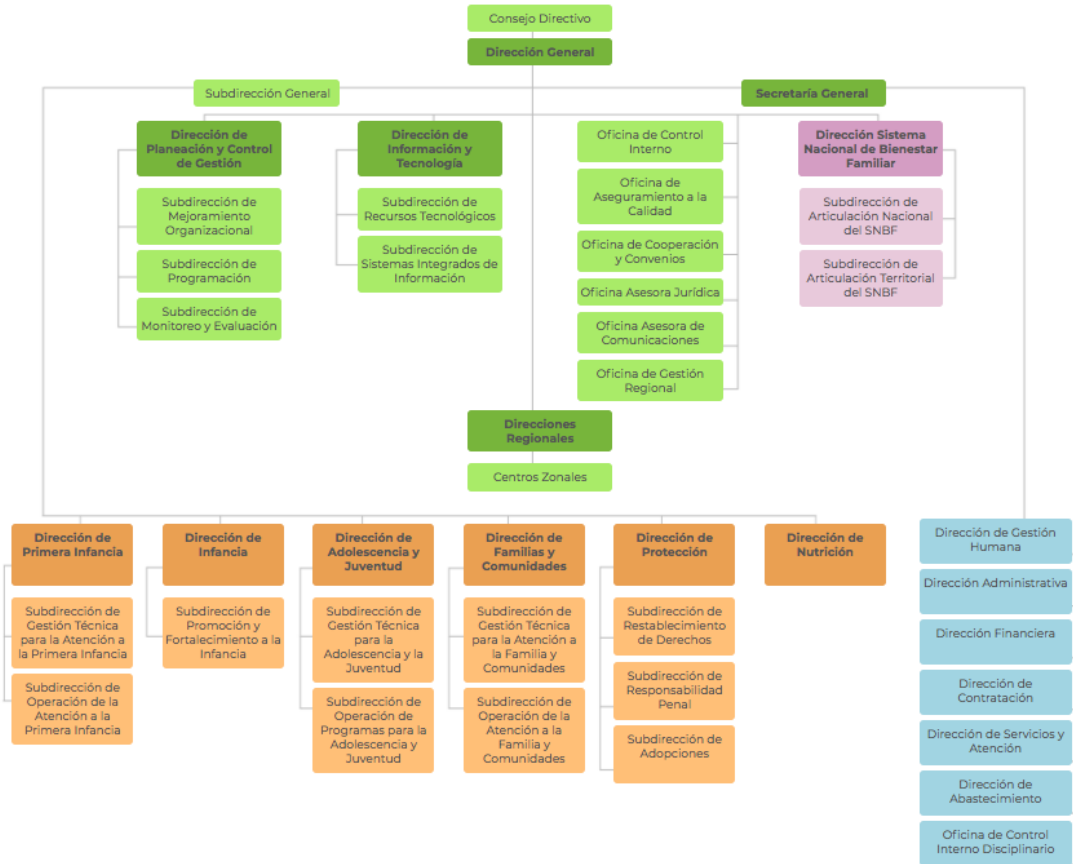 Consejo Directivo
Dirección General
Subdirección General
Secretaría General
Dirección de
Planeación y Control
de Gestión
Subdirección de
Mejoramiento
Organizacional
Subdirección de
Programación
Subdirección de
Monitoreo y Evaluación
Dirección de
Información y
Tecnología
Subdirección de
Recursos Tecnológicos
Subdirección de
Sistemas Integrados de
Información
Oficina de Control
Interno
Oficina de
Aseguramiento a la
Calidad
Oficina de Cooperación
y Convenios
Oficina Asesora Jurídica
Oficina Asesora de
Comunicaciones
Oficina de Gestión
Regional
Dirección Sistema
Nacional de Bienestar
Familiar
Subdirección de
Articulación Nacional
del SNBF
Subdirección de
Articulación Territorial
del SNBF
Direcciones
Regionales
Centros Zonales
Dirección de
Primera Infancia
Subdirección de
Gestión Técnica
para la Atención a
la Primera Infancia
Subdirección de
Operación de la
Atención a la
Primera Infancia
Dirección de
Infancia
Subdirección de
Promoción y
Fortalecimiento a la
Infancia
Dirección de
Adolescencia y
Juventud
Subdirección de
Gestión Técnica
para la
Adolescencia y la
Juventud
Subdirección de
Operación de
Programas para la
Adolescencia y
Juventud
Dirección de
Familias y
Comunidades
Subdirección de
Gestión Técnica
para la Atención a
la Familia y
Comunidades
Subdirección de
Operación de la
Atención a la
Familia y
Comunidades
Dirección de
Protección
Subdirección de
Restablecimiento
de Derechos
Subdirección de
Responsabilidad
Penal
Subdirección de
Adopciones
Dirección de
Nutrición
Dirección de Gestión
Humana
Dirección Administrativa
Dirección Financiera
Dirección de
Contratación
Dirección de Servicios y
Atención
Dirección de
Abastecimiento
Oficina de Control
Interno Disciplinario